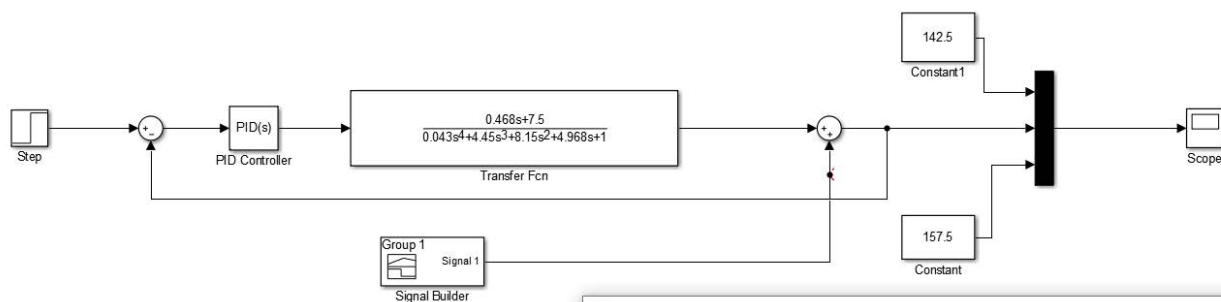 142.5
Constant1
Step
+
−
PID(s)
PID Controller
0.468s+7.5
0.043s⁴+4.45s³+8.15s²+4.968s+1
Transfer Fcn
+
+
Scope
Group 1
Signal 1
Signal Builder
157.5
Constant